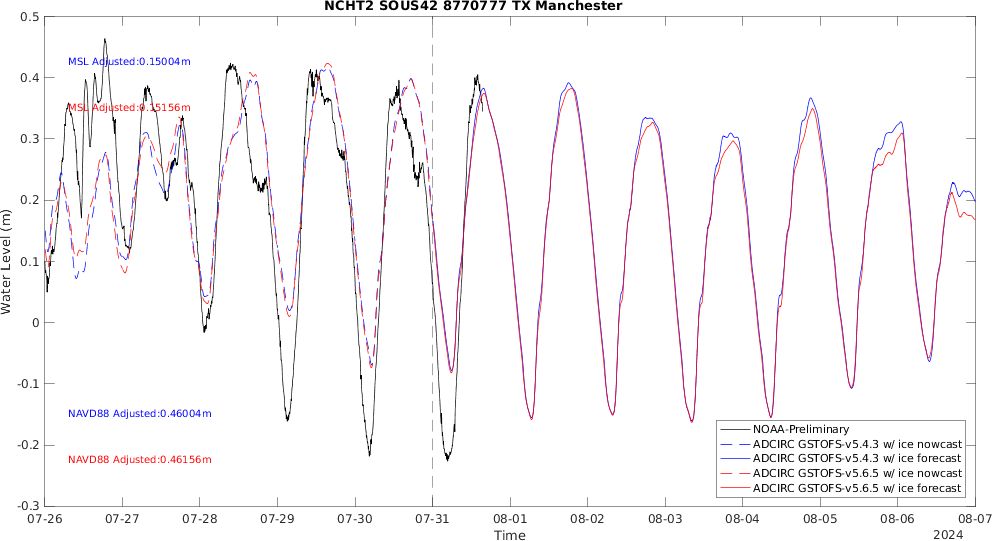 NCHT2 SOUS42 8770777 TX Manchester
0.5
0.4
0.3
0.2
0.1
0
-0.1
-0.2
-0.3
Water Level (m)
MSL Adjusted:0.15004m
MSL Adjusted:0.15156m
NAVD88 Adjusted:0.46004m
NAVD88 Adjusted:0.46156m
NOAA-Preliminary
ADCIRC GSTOFS-v5.4.3 w/ ice nowcast
ADCIRC GSTOFS-v5.4.3 w/ ice forecast
ADCIRC GSTOFS-v5.6.5 w/ ice nowcast
ADCIRC GSTOFS-v5.6.5 w/ ice forecast
07-26 07-27 07-28 07-29 07-30 07-31 08-01 08-02 08-03 08-04 08-05 08-06 08-07
Time
2024